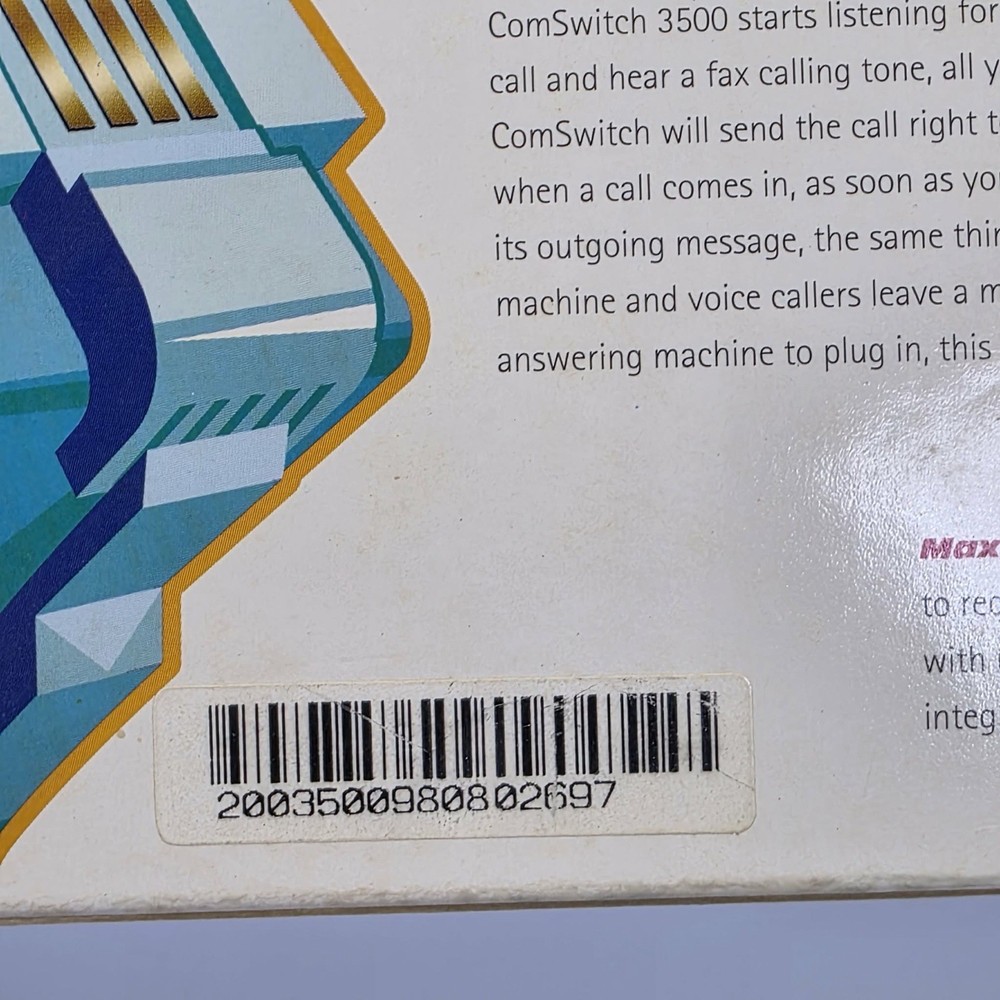 ComSwitch 3500 starts listening for
call and hear a fax calling tone, all y
ComSwitch will send the call right t
when a call comes in, as soon as yo
its outgoing message, the same thin
machine and voice callers leave a m
answering machine to plug in, this
Max
to rec
with
integ
2003500980802697